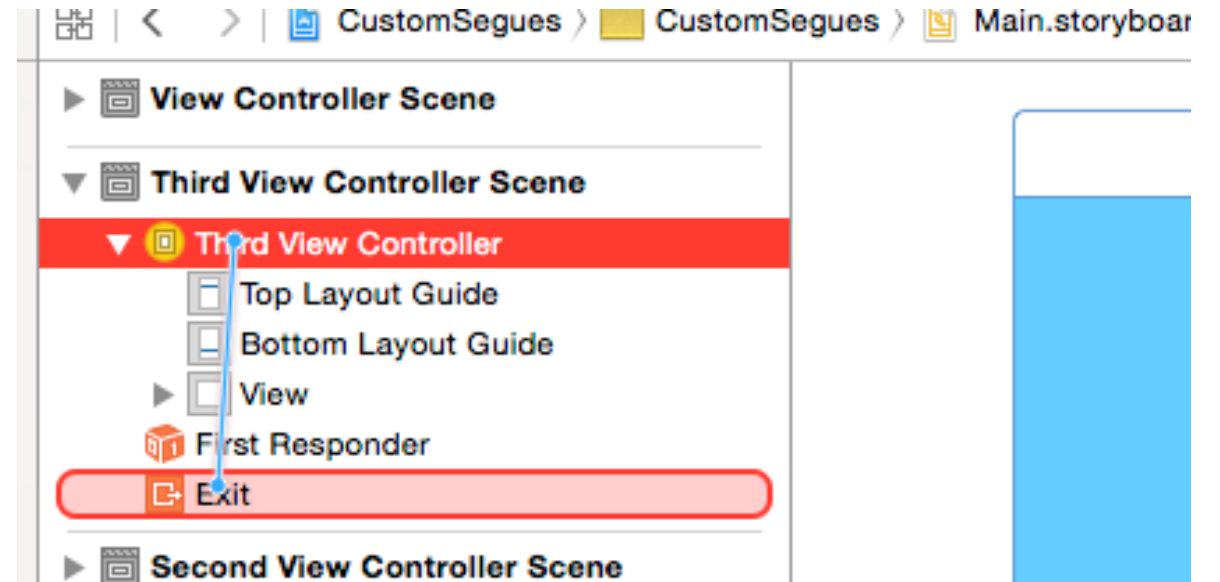 CustomSegues 〉 CustomSegues 〉 Main.storyboar
View Controller Scene
Third View Controller Scene
Third View Controller
Top Layout Guide
Bottom Layout Guide
View
First Responder
Exit
Second View Controller Scene